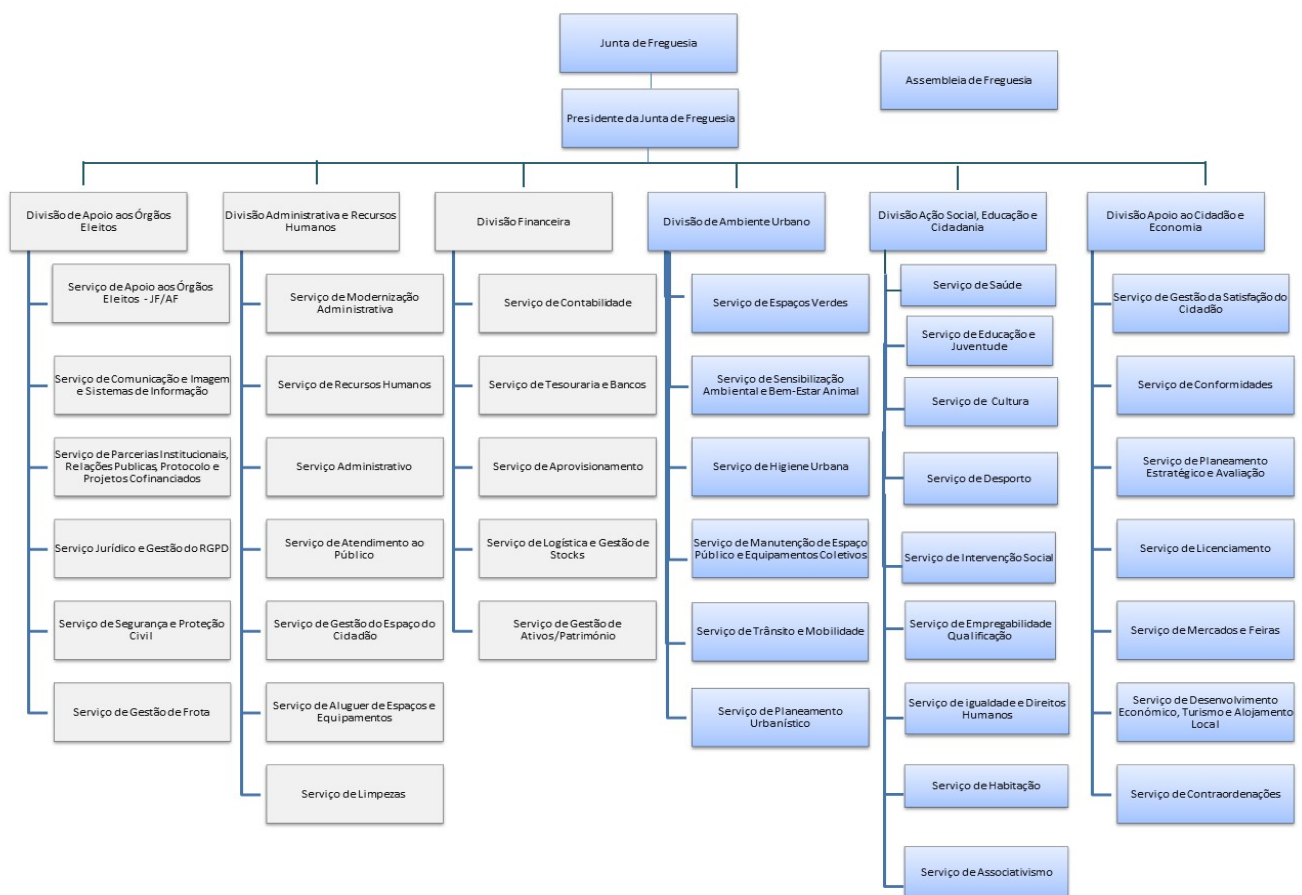 Junta de Freguesia
Assembleia de Freguesia
Presidente da Junta de Freguesia
Divisão de Apoio aos Órgãos
Eleitos
Serviço de Apoio aos Órgãos
Eleitos - JF/AF
Serviço de Comunicação e Imagem
e Sistemas de Informação
Serviço de Parcerias Institucionais,
Relações Publicas, Protocolo e
Projetos Cofinanciados
Serviço Jurídico e Gestão do RGPD
Serviço de Segurança e Proteção
Civil
Serviço de Gestão de Frota
Divisão Administrativa e Recursos
Humanos
Serviço de Modernização
Administrativa
Serviço de Recursos Humanos
Serviço Administrativo
Serviço de Atendimento ao
Público
Serviço de Gestão do Espaço do
Cidadão
Serviço de Aluguer de Espaços e
Equipamentos
Serviço de Limpezas
Divisão Financeira
Serviço de Contabilidade
Serviço de Tesouraria e Bancos
Serviço de Aprovisionamento
Serviço de Logística e Gestão de
Stocks
Serviço de Gestão de
Ativos/Património
Divisão de Ambiente Urbano
Serviço de Espaços Verdes
Serviço de Sensibilização
Ambiental e Bem-Estar Animal
Serviço de Higiene Urbana
Serviço de Manutenção de Espaço
Público e Equipamentos Coletivos
Serviço de Trânsito e Mobilidade
Serviço de Planeamento
Urbanístico
Divisão Ação Social, Educação e
Cidadania
Serviço de Saúde
Serviço de Educação e
Juventude
Serviço de Cultura
Serviço de Desporto
Serviço de Intervenção Social
Serviço de Empregabilidade
Qualificação
Serviço de igualdade e Direitos
Humanos
Serviço de Habitação
Serviço de Associativismo
Divisão Apoio ao Cidadão e
Economia
Serviço de Gestão da Satisfação do
Cidadão
Serviço de Conformidades
Serviço de Planeamento
Estratégico e Avaliação
Serviço de Licenciamento
Serviço de Mercados e Feiras
Serviço de Desenvolvimento
Económico, Turismo e Alojamento
Local
Serviço de Contraordenações